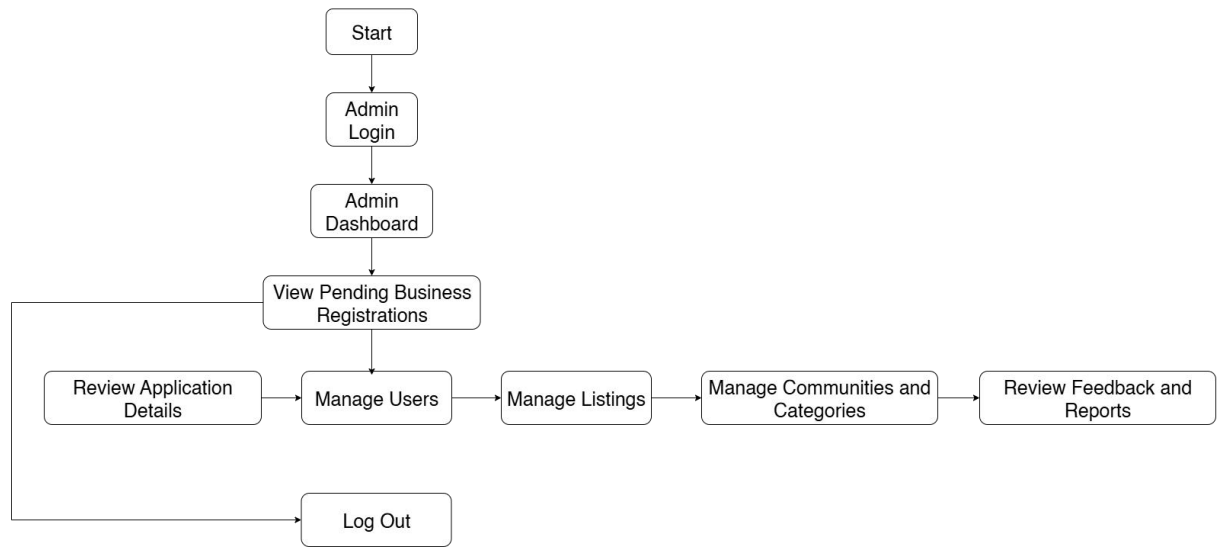 Start
Admin
Login
Admin
Dashboard
View Pending Business
Registrations
Review Application
Details
Manage Users
Manage Listings
Manage Communities and
Categories
Review Feedback and
Reports
Log Out